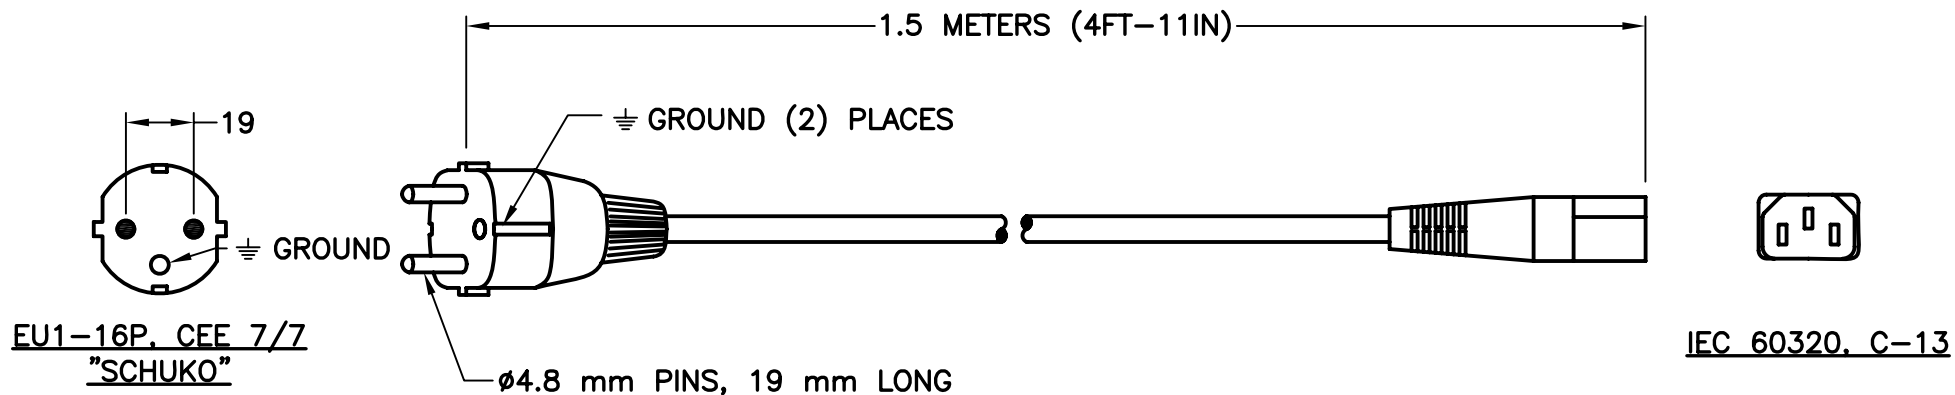 1.5 METERS (4FT-11IN)
19
⏚ GROUND (2) PLACES
⏚ GROUND
EU1-16P, CEE 7/7
"SCHUKO"
IEC 60320, C-13
ø4.8 mm PINS, 19 mm LONG